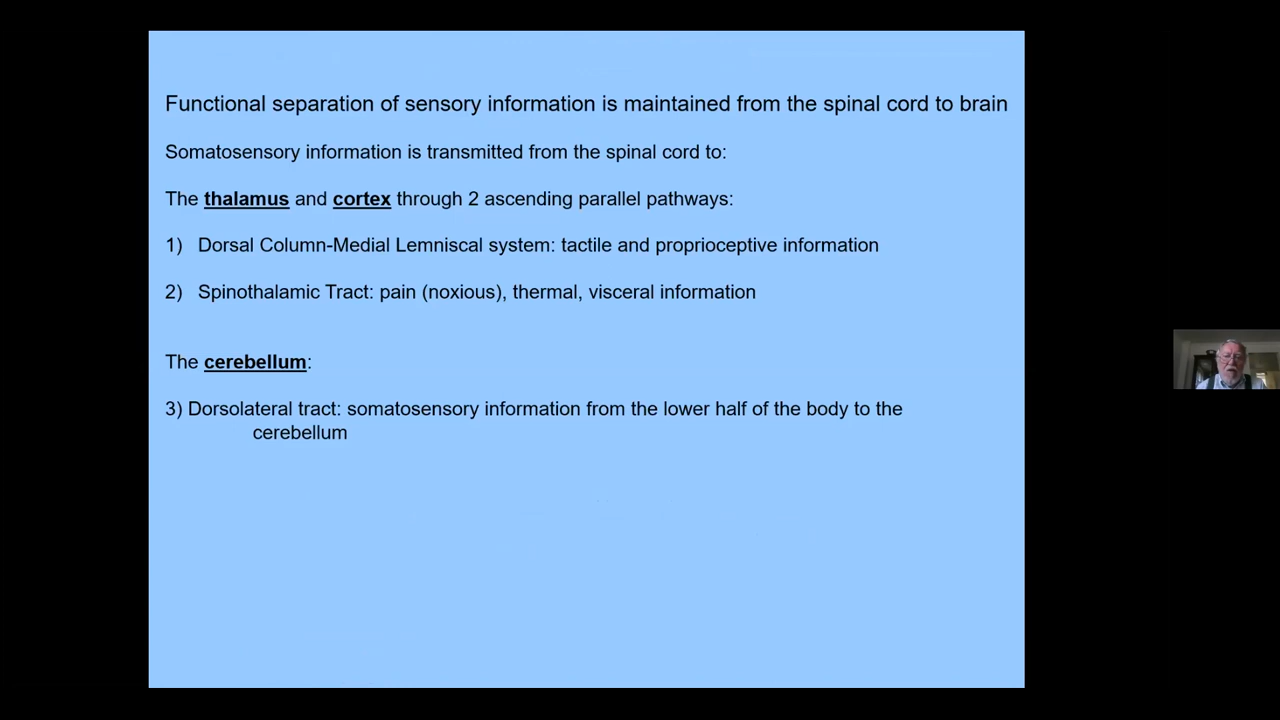 Functional separation of sensory information is maintained from the spinal cord to brain
Somatosensory information is transmitted from the spinal cord to:
The thalamus and cortex through 2 ascending parallel pathways:
1) Dorsal Column-Medial Lemniscal system: tactile and proprioceptive information
2) Spinothalamic Tract: pain (noxious), thermal, visceral information
The cerebellum:
3) Dorsolateral tract: somatosensory information from the lower half of the body to the
cerebellum